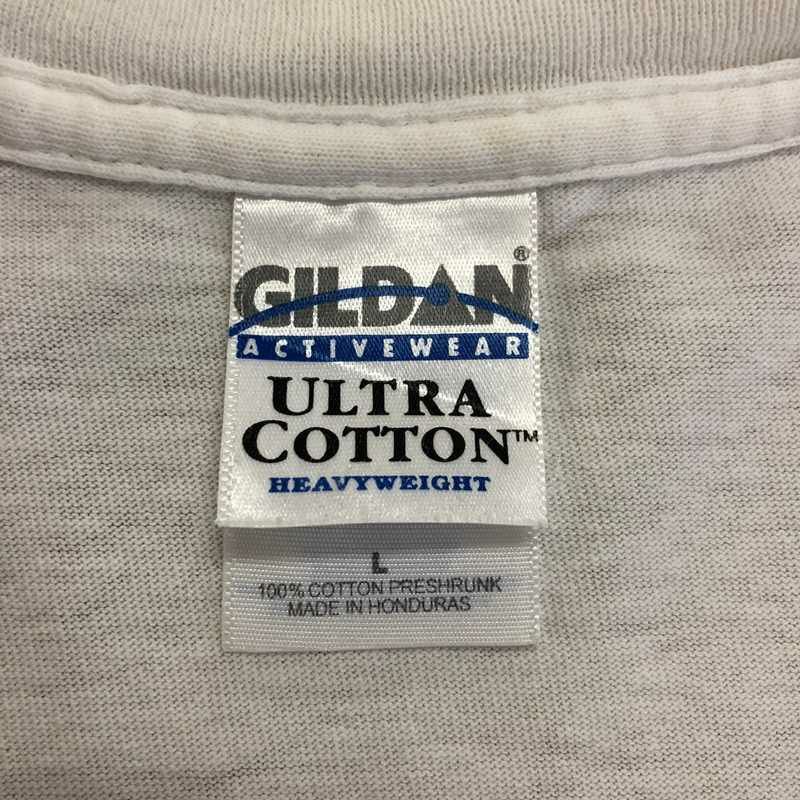 GILDAN®
ACTIVEWEAR
ULTRA
COTTON™
HEAVYWEIGHT
L
100% COTTON PRESHRUNK
MADE IN HONDURAS